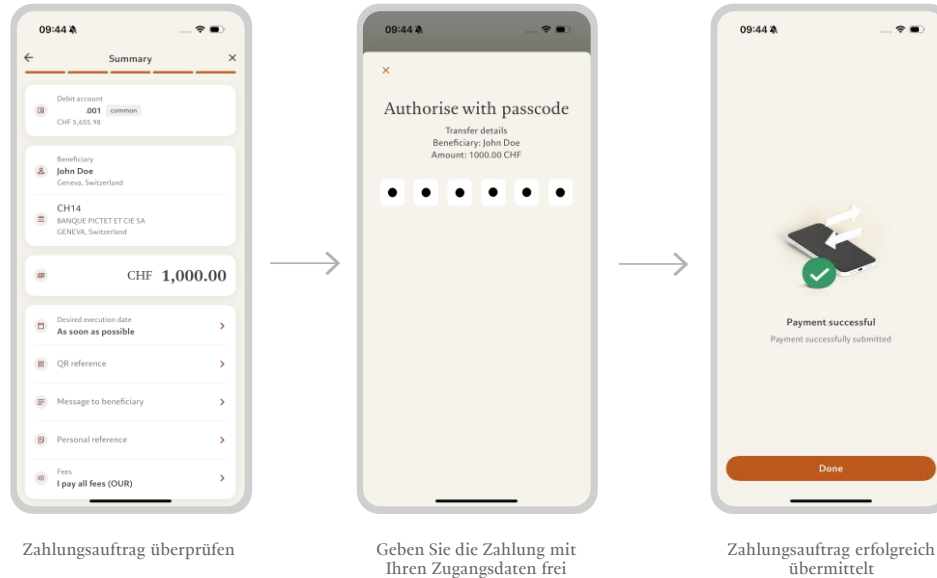 09:44
Summary
Debit account
.001 common
CHF 5,655.98
Beneficiary
John Doe
Geneva, Switzerland
CH14
BANQUE PICTET ET CIE SA
GENEVA, Switzerland
CHF 1,000.00
Desired execution date
As soon as possible
QR reference
Message to beneficiary
Personal reference
Fees
I pay all fees (OUR)
Zahlungsauftrag überprüfen
09:44
Authorise with passcode
Transfer details
Beneficiary: John Doe
Amount: 1000.00 CHF
Geben Sie die Zahlung mit
Ihren Zugangsdaten frei
09:44
Payment successful
Payment successfully submitted
Done
Zahlungsauftrag erfolgreich
übermittelt